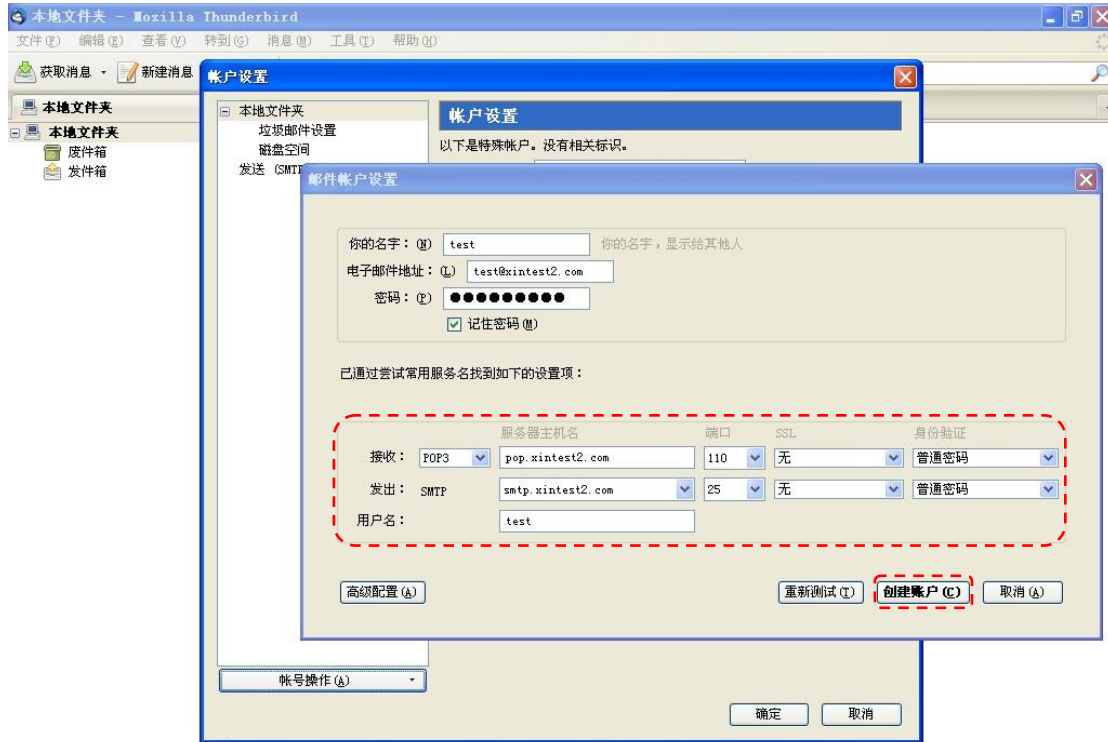 本地文件夹 - Mozilla Thunderbird
文件(F) 编辑(E) 查看(V) 转到(G) 消息(M) 工具(T) 帮助(H)
获取消息 新建消息
帐户设置
本地文件夹
本地文件夹
废件箱
发件箱
本地文件夹
垃圾邮件设置
磁盘空间
发送 (SMTP
帐户设置
以下是特殊帐户。没有相关标识。
邮件帐户设置
你的名字：(N) test 你的名字，显示给其他人
电子邮件地址：(L) test@xintest2.com
密码：(P) ●●●●●●●●●
记住密码(M)
已通过尝试常用服务名找到如下的设置项：
服务器主机名 端口 SSL 身份验证
接收： POP3 pop.xintest2.com 110 无 普通密码
发出： SMTP smtp.xintest2.com 25 无 普通密码
用户名： test
高级配置(A) 重新测试(T) 创建账户(C) 取消(A)
帐号操作(A)
确定 取消